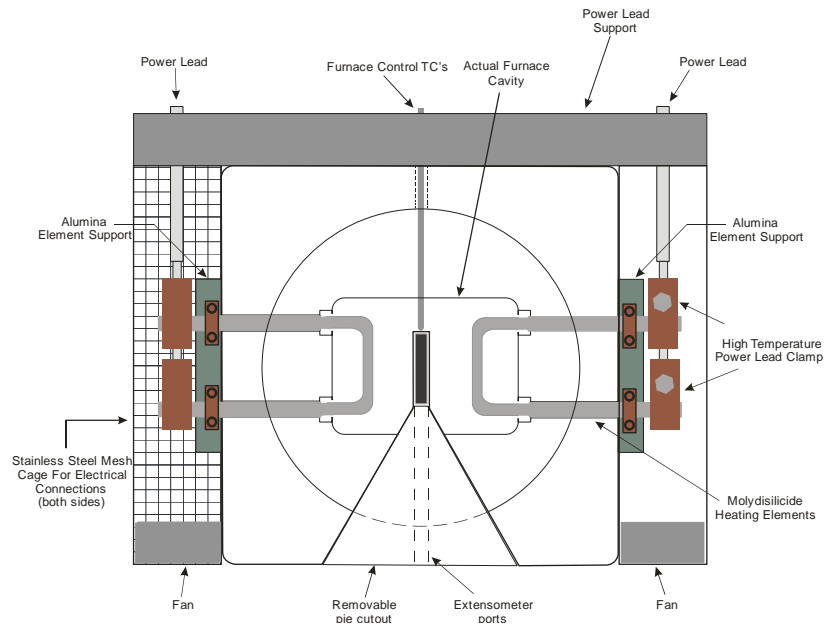 Power Lead
Support
Power Lead
Furnace Control TC's
Actual Furnace
Cavity
Power Lead
Alumina
Element Support
Alumina
Element Support
High Temperature
Power Lead Clamp
Stainless Steel Mesh
Cage For Electrical
Connections
(both sides)
Molydisilicide
Heating Elements
Fan
Removable
pie cutout
Extensometer
ports
Fan